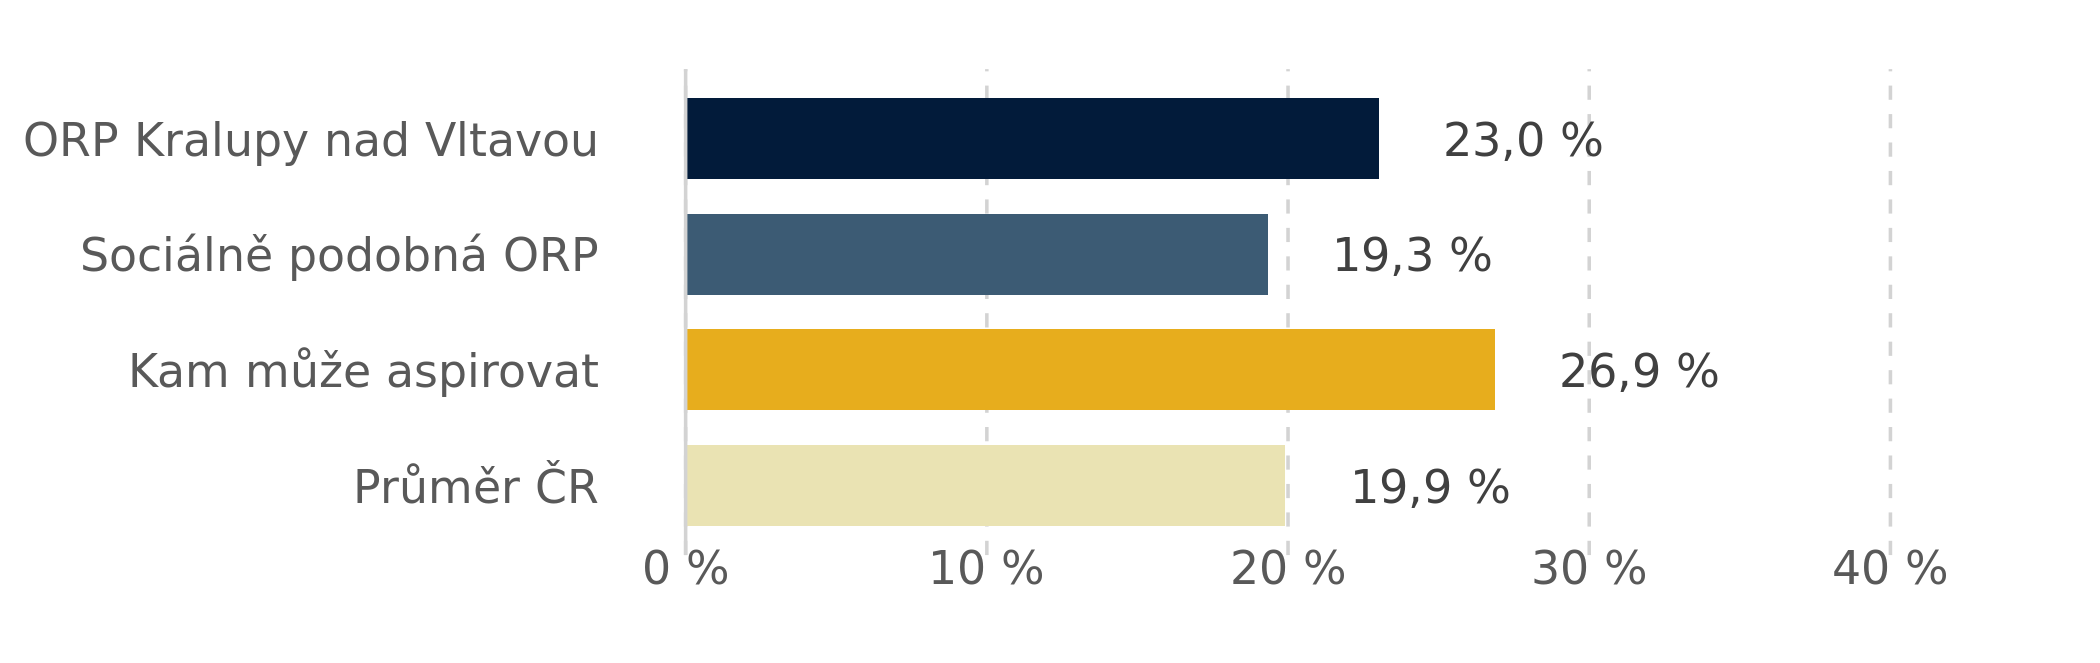 ORP Kralupy nad Vltavou 23,0 %
Sociálně podobná ORP 19,3 %
Kam může aspirovat 26,9 %
Průměr ČR 19,9 %
0 % 10 % 20 % 30 % 40 %